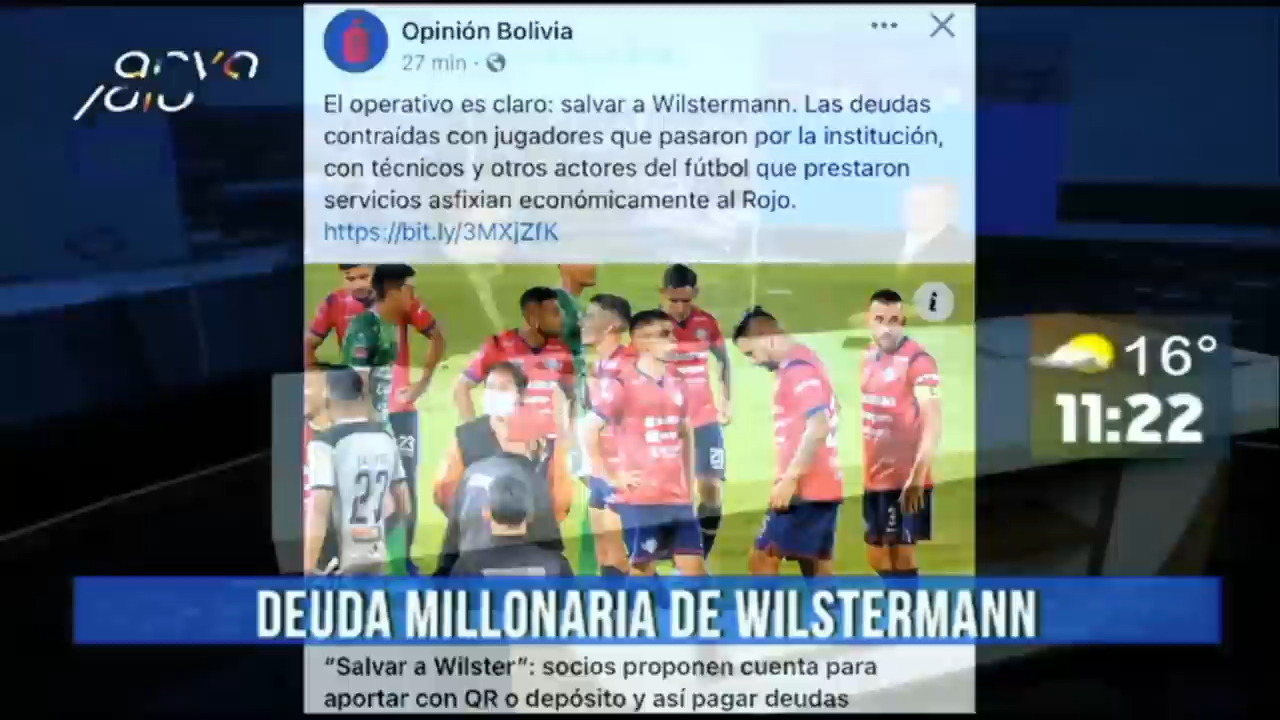 Opinión Bolivia
27 min ·
El operativo es claro: salvar a Wilstermann. Las deudas
contraídas con jugadores que pasaron por la institución,
con técnicos y otros actores del fútbol que prestaron
servicios asfixian económicamente al Rojo.
https://bit.ly/3MXjZfK
23
27
16°
11:22
DEUDA MILLONARIA DE WILSTERMANN
“Salvar a Wilster”: socios proponen cuenta para
aportar con QR o depósito y así pagar deudas